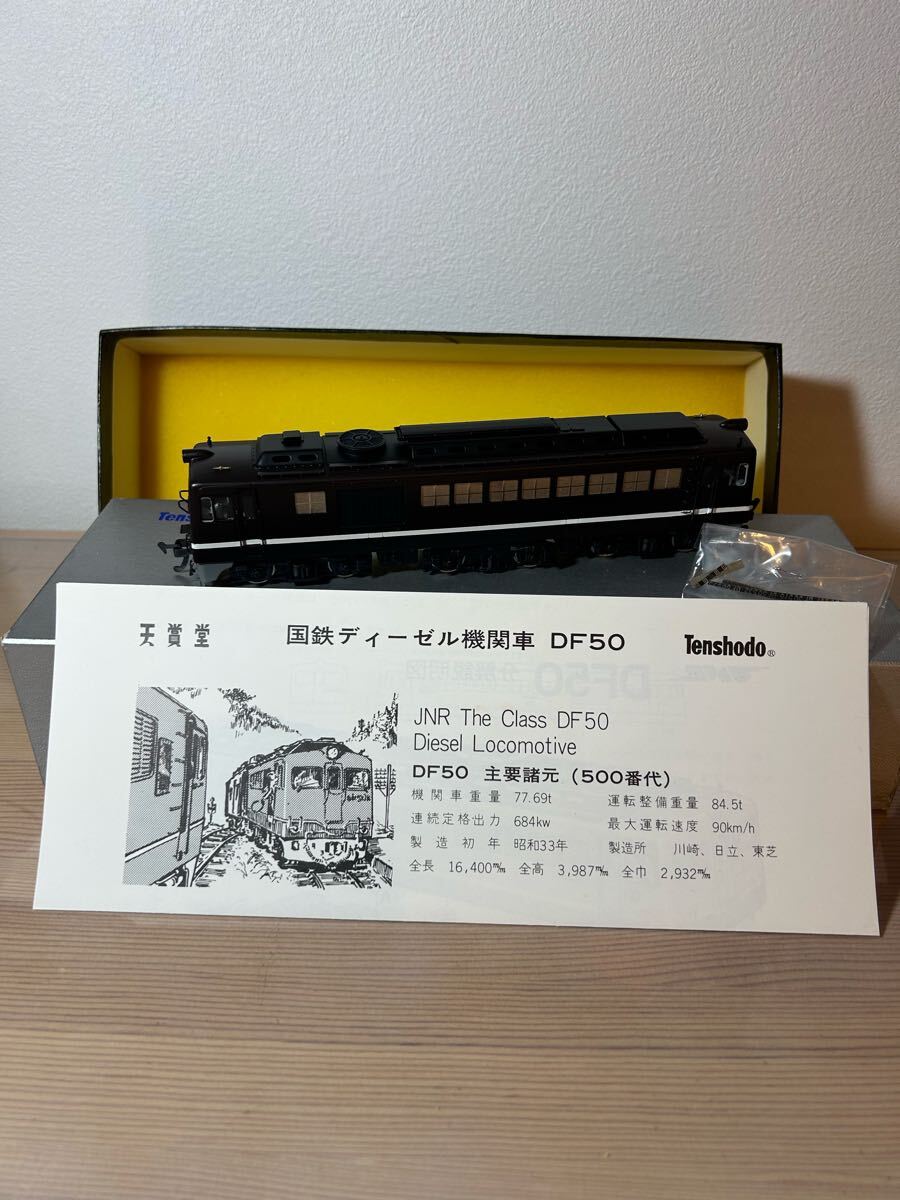 Tens
天賞堂 国鉄ディーゼル機関車 DF50 Tenshodo®
JNR The Class DF50
Diesel Locomotive
DF50 主要諸元 (500番代)
機関車重量 77.69t 運転整備重量 84.5t
連続定格出力 684kw 最大運転速度 90km/h
製造初年 昭和33年 製造所 川崎、日立、東芝
全長 16,400㎜ 全高 3,987㎜ 全巾 2,932㎜